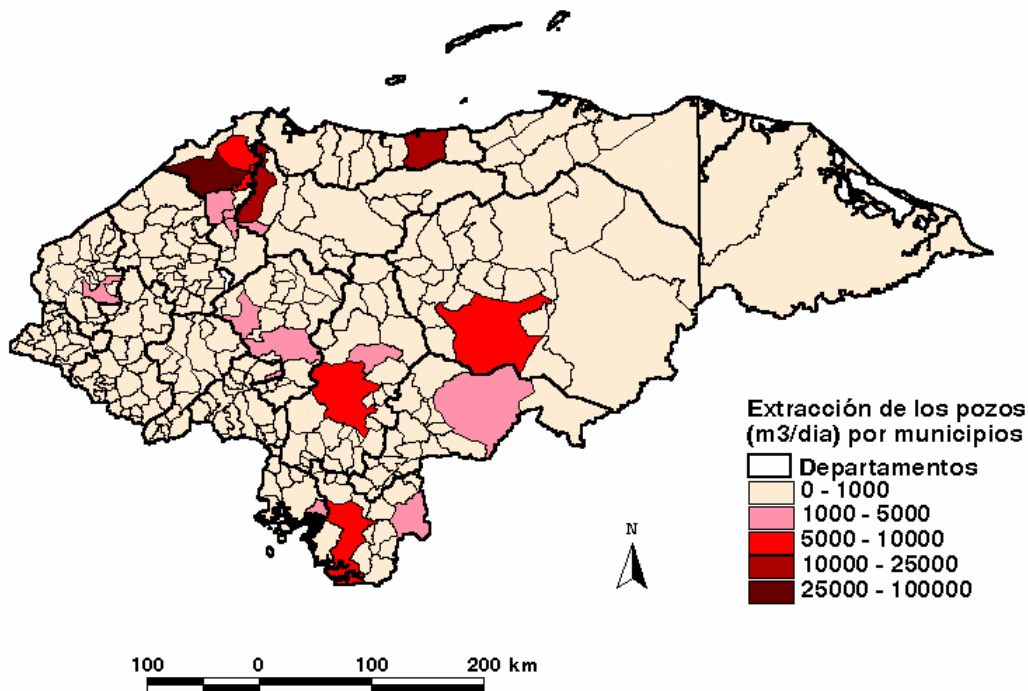 Extracción de los pozos
(m3/dia) por municipios
Departamentos
0 - 1000
1000 - 5000
5000 - 10000
10000 - 25000
25000 - 100000
N
100 0 100 200 km